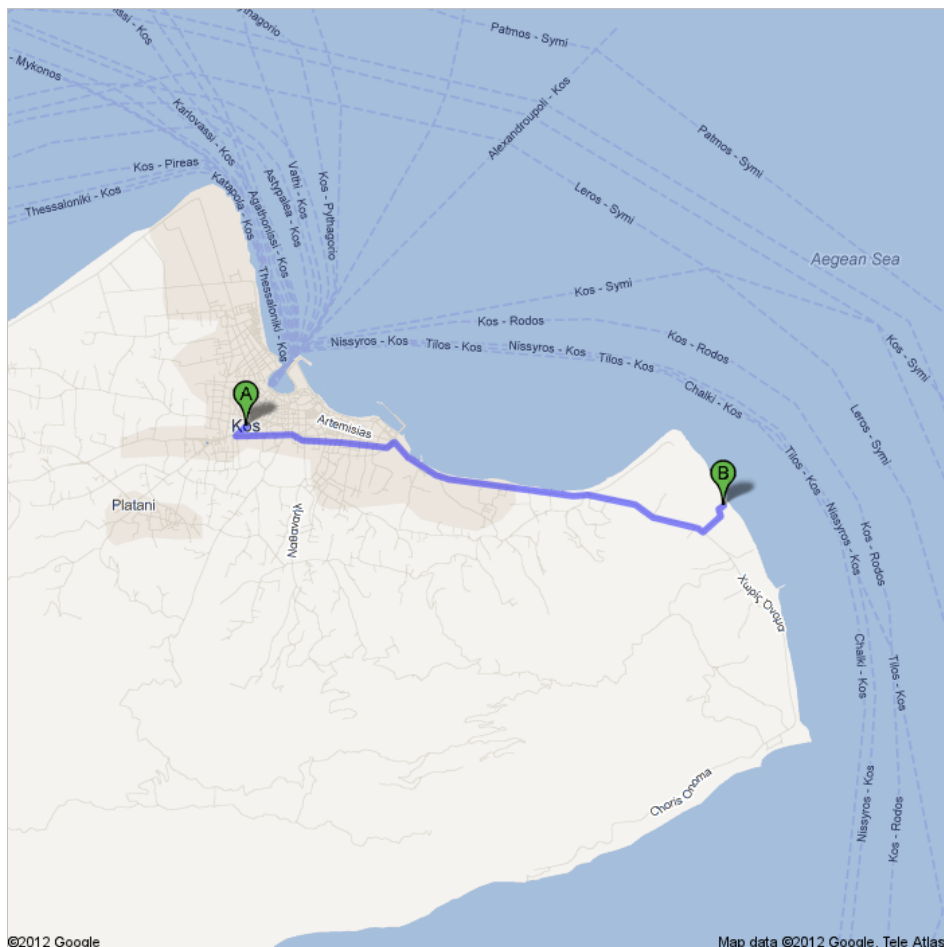 Patmos - Symi
- Mykonos
Karlovassi - Kos
Alexandroupoli - Kos
Patmos - Symi
Kos - Pireas
Thessaloniki - Kos
Katapola - Kos
Agathonissi - Kos
Astypalea - Kos
Vathi - Kos
Kos - Pythagorio
Leros - Symi
Aegean Sea
Thessaloniki - Kos
Kos - Symi
Kos - Rodos
Nissyros - Kos
Tilos - Kos
Nissyros - Kos
Tilos - Kos
Kos - Rodos
Kos - Symi
Chalki - Kos
A
Kos
Artemisias
Leros - Symi
B
Tilos - Kos
Platani
Nissyros - Kos
Kos - Rodos
Χωρίς Όνομα
Chalki - Kos
Tilos - Kos
Choris Onoma
Nissyros - Kos
Kos - Rodos
©2012 Google
Map data ©2012 Google, Tele Atlas